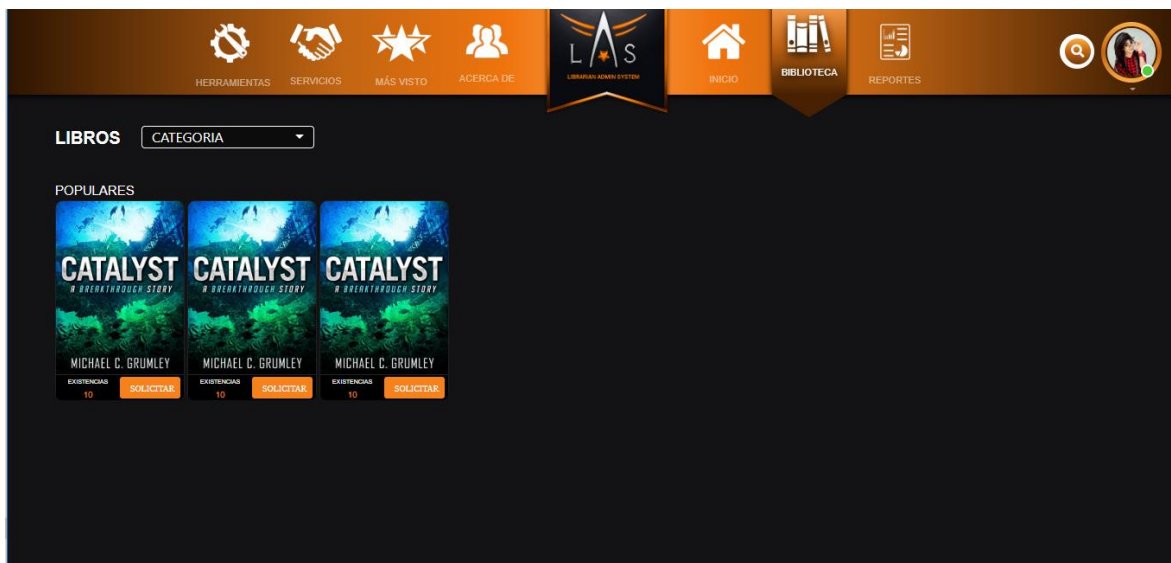 HERRAMIENTAS
SERVICIOS
MÁS VISTO
ACERCA DE
LAS
LIBRARIAN ADMIN SYSTEM
INICIO
BIBLIOTECA
REPORTES
LIBROS
CATEGORIA
POPULARES
CATALYST
A BREAKTHROUGH STORY
MICHAEL C. GRUMLEY
EXISTENCIAS
10
SOLICITAR
CATALYST
A BREAKTHROUGH STORY
MICHAEL C. GRUMLEY
EXISTENCIAS
10
SOLICITAR
CATALYST
A BREAKTHROUGH STORY
MICHAEL C. GRUMLEY
EXISTENCIAS
10
SOLICITAR